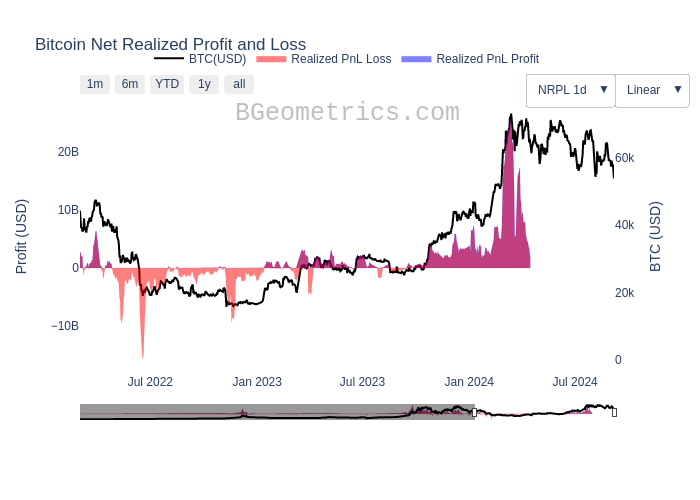 Bitcoin Net Realized Profit and Loss
BTC(USD) Realized PnL Loss Realized PnL Profit
1m 6m YTD 1y all NRPL 1d ▼ Linear ▼
BGeometrics.com
20B
10B
0
−10B
Profit (USD)
60k
40k
20k
0
BTC (USD)
Jul 2022 Jan 2023 Jul 2023 Jan 2024 Jul 2024